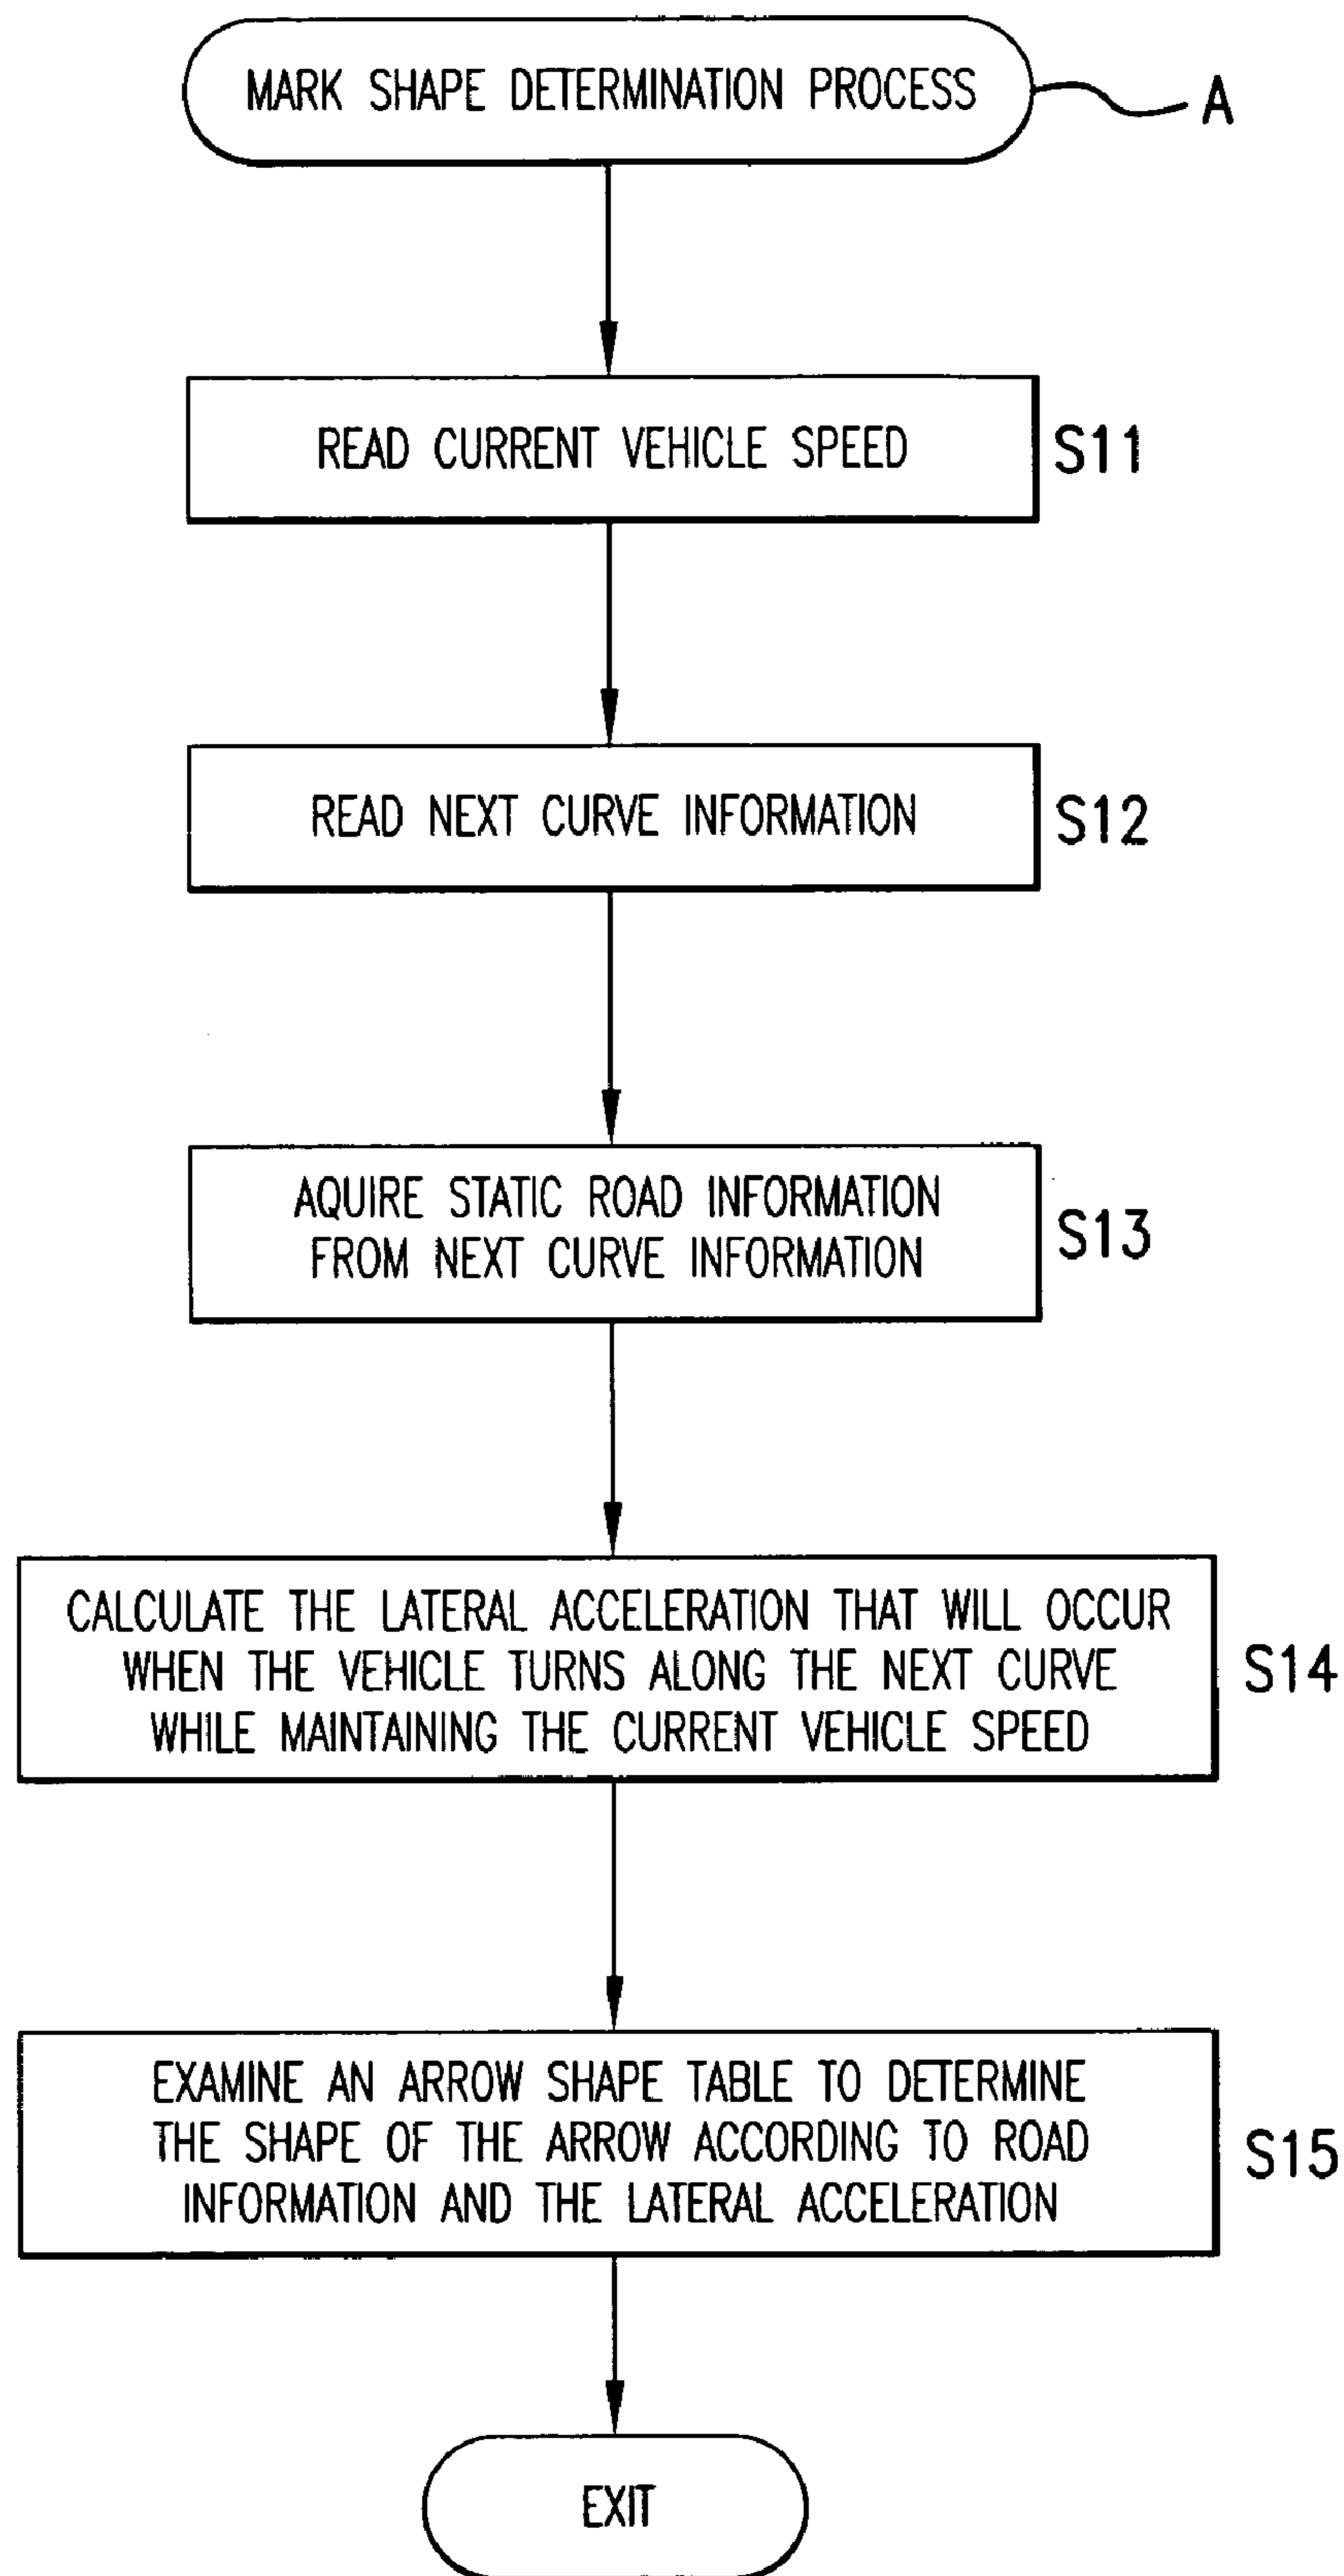 MARK SHAPE DETERMINATION PROCESS
A
READ CURRENT VEHICLE SPEED
S11
READ NEXT CURVE INFORMATION
S12
AQUIRE STATIC ROAD INFORMATION
FROM NEXT CURVE INFORMATION
S13
CALCULATE THE LATERAL ACCELERATION THAT WILL OCCUR
WHEN THE VEHICLE TURNS ALONG THE NEXT CURVE
WHILE MAINTAINING THE CURRENT VEHICLE SPEED
S14
EXAMINE AN ARROW SHAPE TABLE TO DETERMINE
THE SHAPE OF THE ARROW ACCORDING TO ROAD
INFORMATION AND THE LATERAL ACCELERATION
S15
EXIT